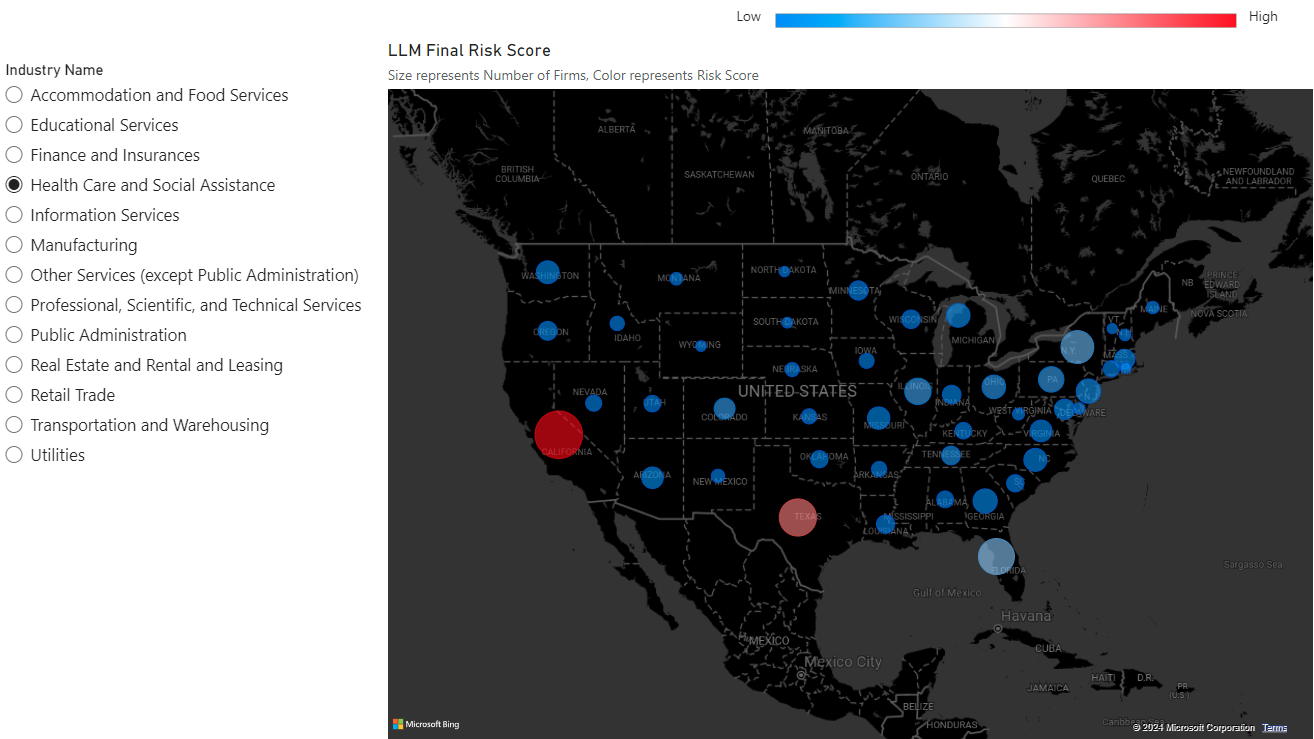 Low
High
LLM Final Risk Score
Size represents Number of Firms, Color represents Risk Score
Industry Name
Accommodation and Food Services
Educational Services
Finance and Insurances
Health Care and Social Assistance
Information Services
Manufacturing
Other Services (except Public Administration)
Professional, Scientific, and Technical Services
Public Administration
Real Estate and Rental and Leasing
Retail Trade
Transportation and Warehousing
Utilities
ALBERTA
MANITOBA
BRITISH
COLUMBIA
SASKATCHEWAN
ONTARIO
QUEBEC
NEWFOUNDLAND
AND LABRADOR
WASHINGTON
MONTANA
NORTH DAKOTA
MINNESOTA
NB
PRINCE
EDWARD
ISLAND
MAINE
NOVA SCOTIA
OREGON
IDAHO
SOUTH DAKOTA
WISCONSIN
VT
N.H.
WYOMING
MICHIGAN
N.Y.
MASS
IOWA
NEBRASKA
NEVADA
UTAH
UNITED STATES
ILLINOIS
INDIANA
OHIO
PA
N.J.
COLORADO
KANSAS
MISSOURI
WEST VIRGINIA
DELAWARE
KENTUCKY
VIRGINIA
CALIFORNIA
OKLAHOMA
TENNESSEE
NC
ARIZONA
NEW MEXICO
ARKANSAS
SC
ALABAMA
TEXAS
MISSISSIPPI
GEORGIA
LOUISIANA
FLORIDA
Sargasso Sea
Gulf of Mexico
Havana
MEXICO
CUBA
Mexico City
HAITI
D.R.
PR
(U.S.)
JAMAICA
BELIZE
Caribbean Sea
HONDURAS
Microsoft Bing
© 2024 Microsoft Corporation
Terms